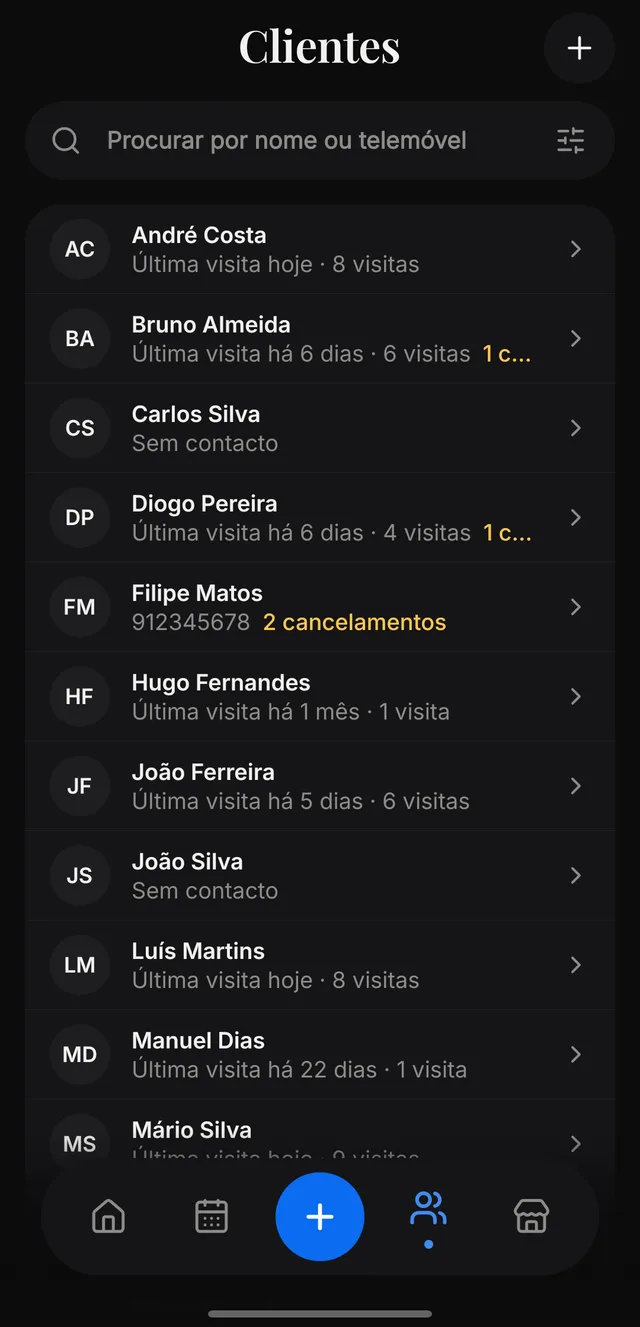 Clientes
Procurar por nome ou telemóvel
AC
André Costa
Última visita hoje · 8 visitas
BA
Bruno Almeida
Última visita há 6 dias · 6 visitas 1 c...
CS
Carlos Silva
Sem contacto
DP
Diogo Pereira
Última visita há 6 dias · 4 visitas 1 c...
FM
Filipe Matos
912345678 2 cancelamentos
HF
Hugo Fernandes
Última visita há 1 mês · 1 visita
JF
João Ferreira
Última visita há 5 dias · 6 visitas
JS
João Silva
Sem contacto
LM
Luís Martins
Última visita hoje · 8 visitas
MD
Manuel Dias
Última visita há 22 dias · 1 visita
MS
Mário Silva
Última visita hoje ·